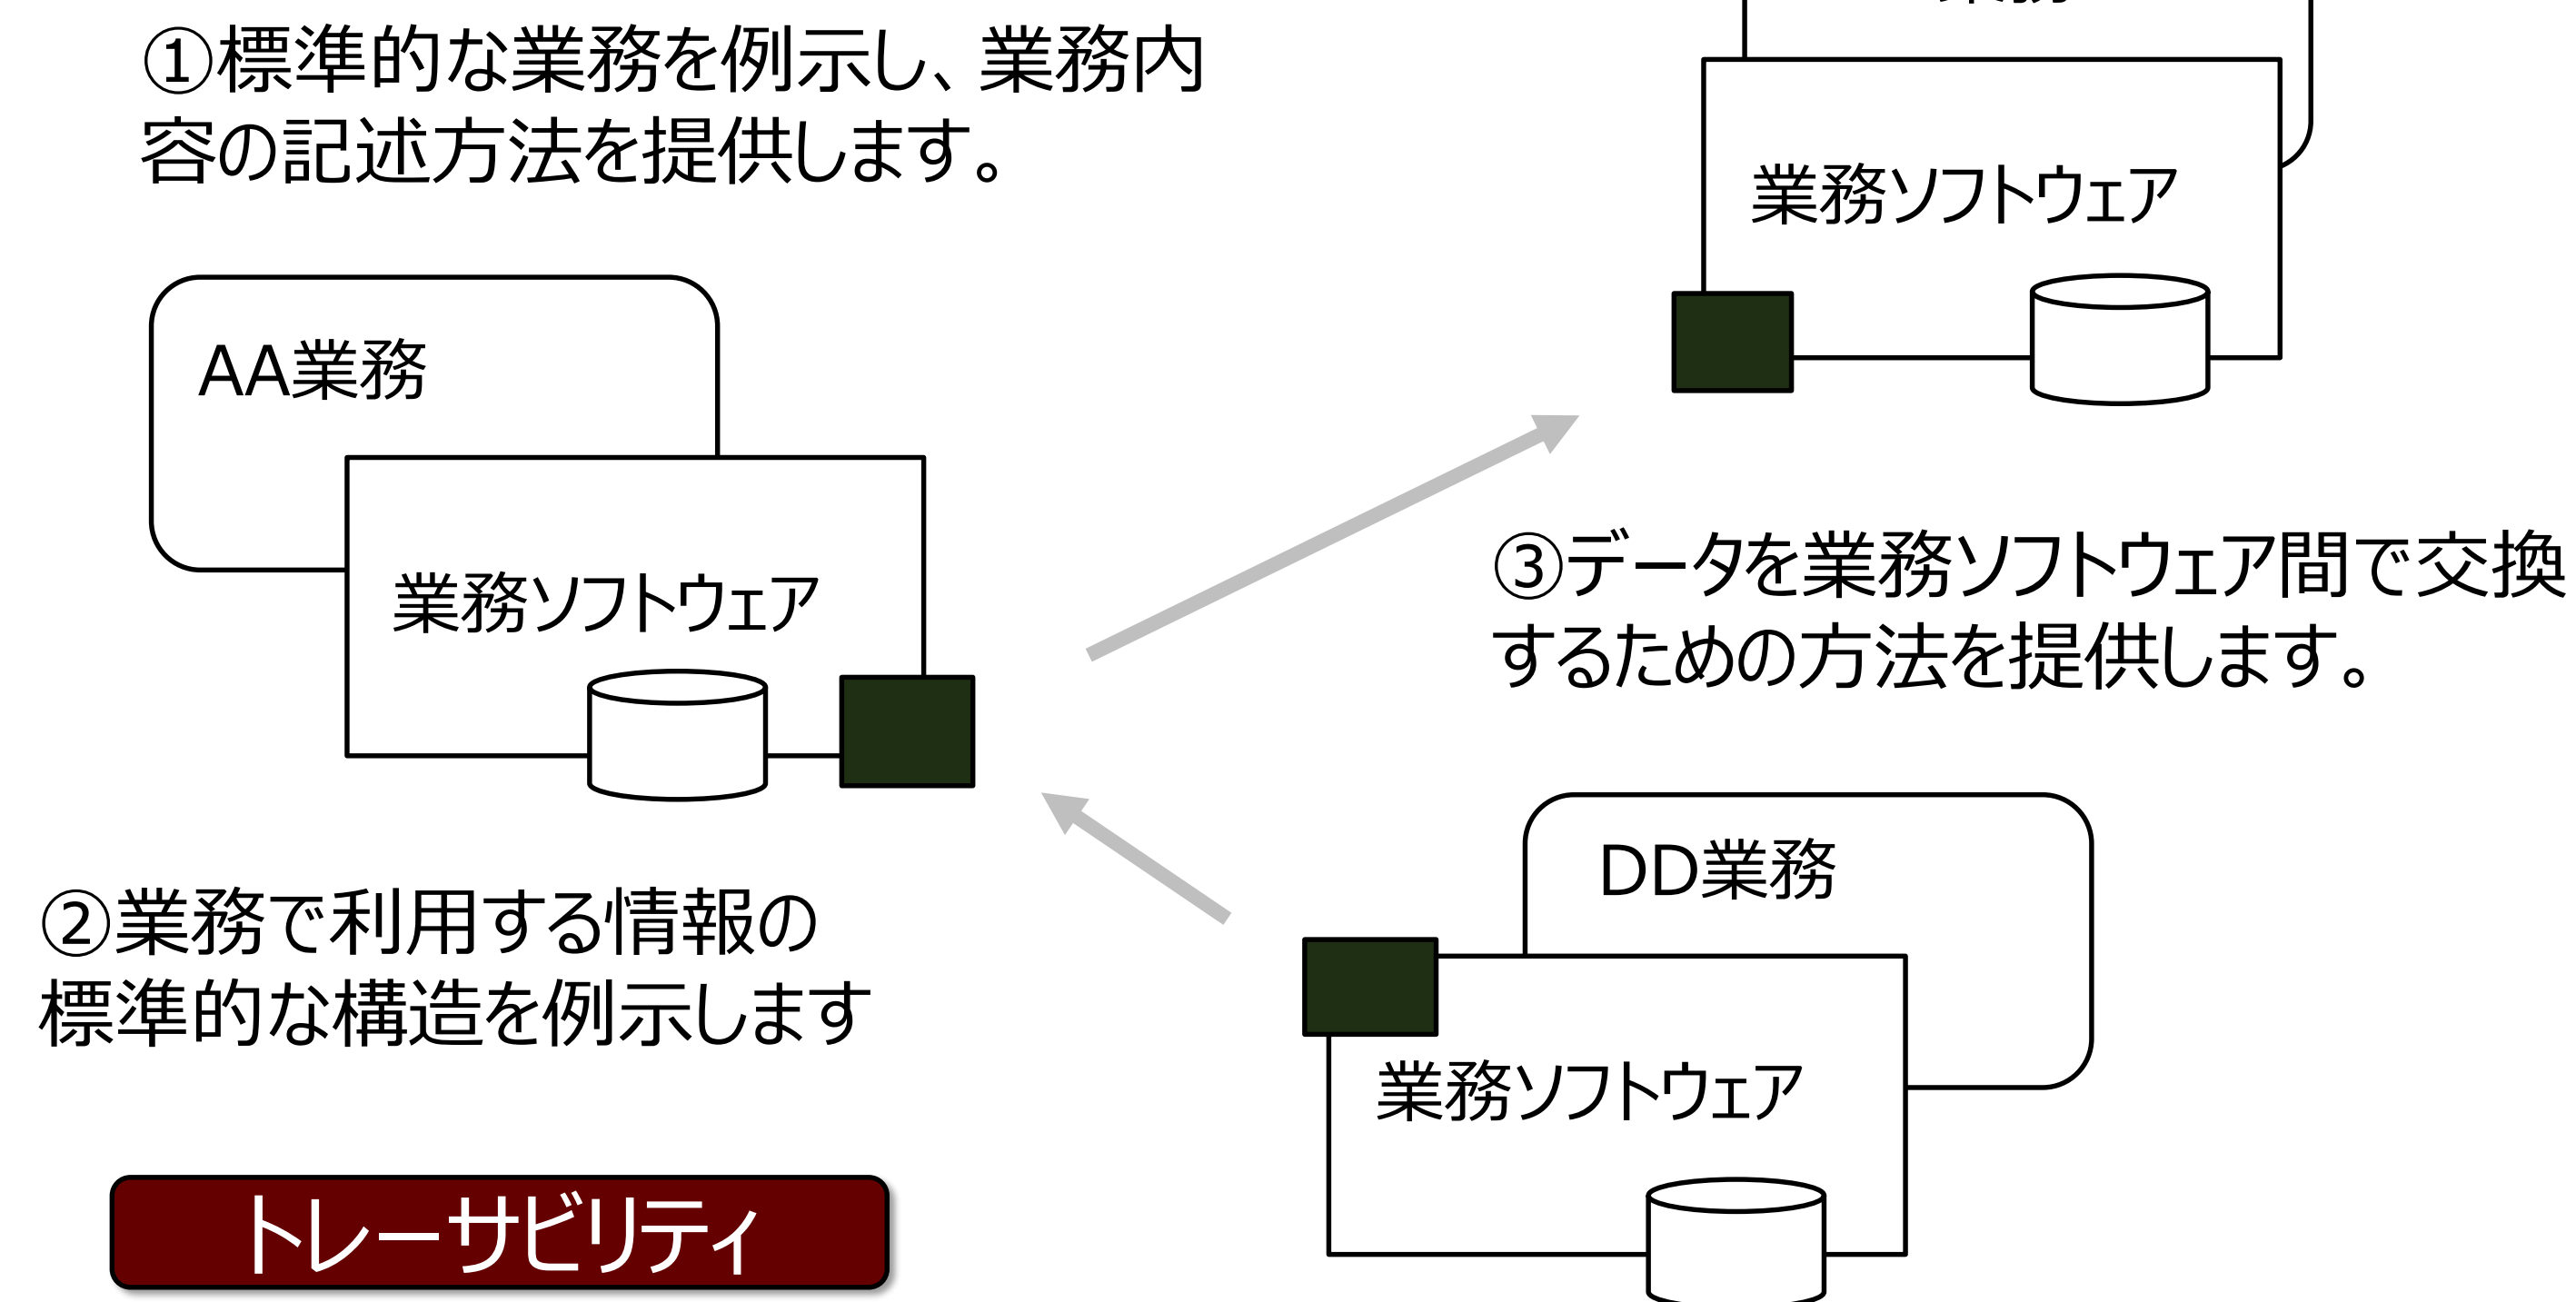 ①標準的な業務を例示し、業務内
容の記述方法を提供します。
業務ソフトウェア
AA業務
業務ソフトウェア
③データを業務ソフトウェア間で交換
するための方法を提供します。
DD業務
②業務で利用する情報の
標準的な構造を例示します
業務ソフトウェア
トレーサビリティ